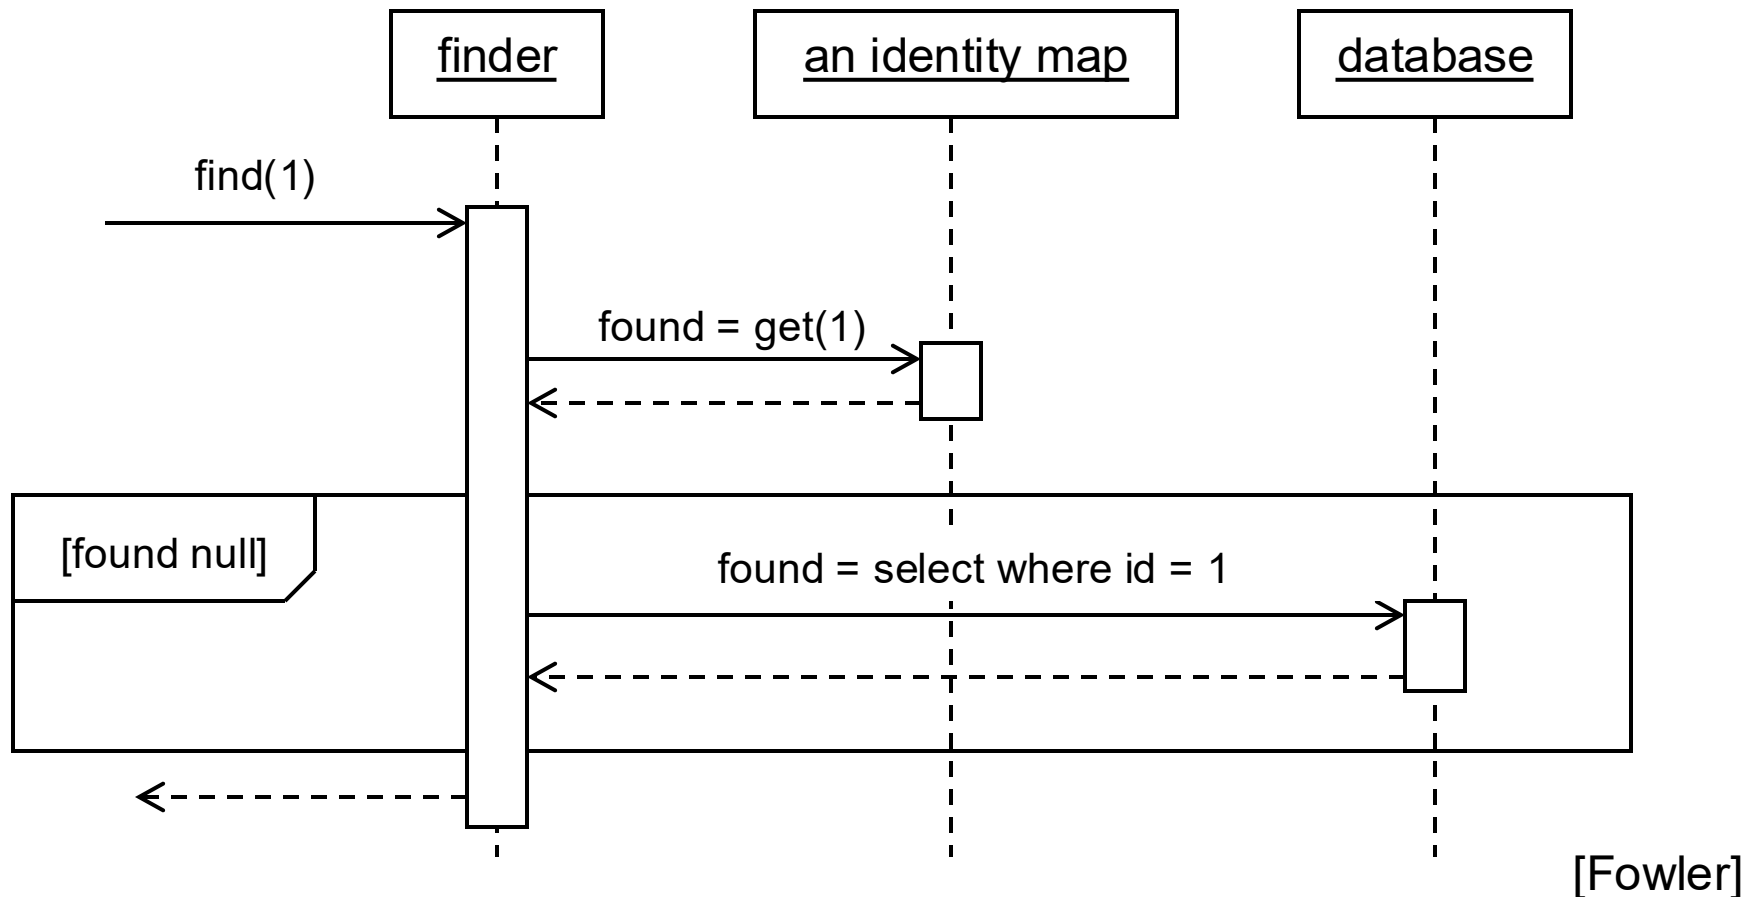 finder
an identity map
database
find(1)
found = get(1)
[found null]
found = select where id = 1
[Fowler]